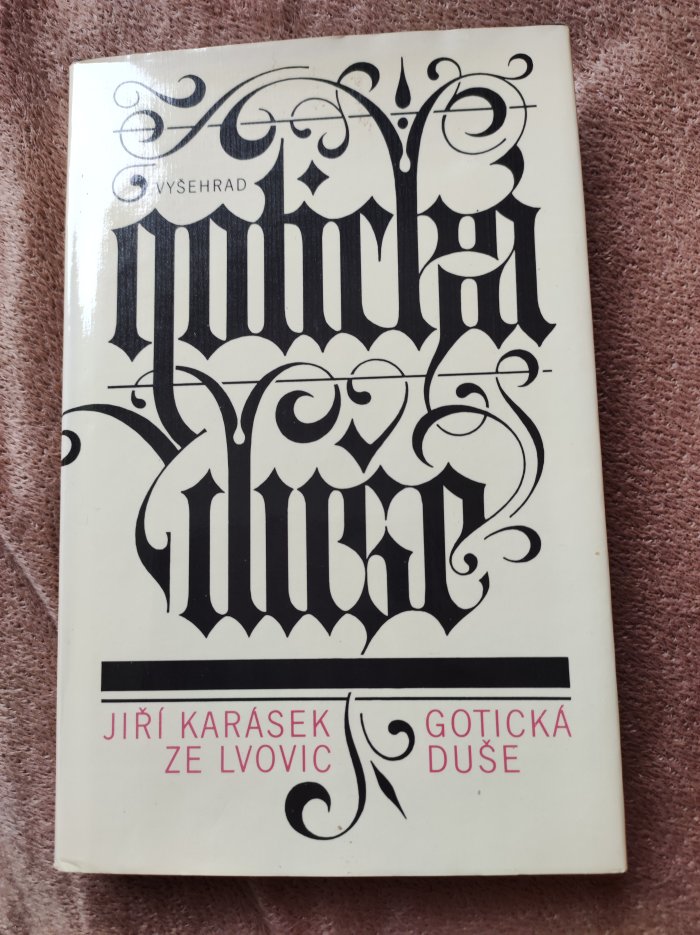 VYŠEHRAD
gotická
duše
JIŘÍ KARÁSEK
ZE LVOVIC
GOTICKÁ
DUŠE